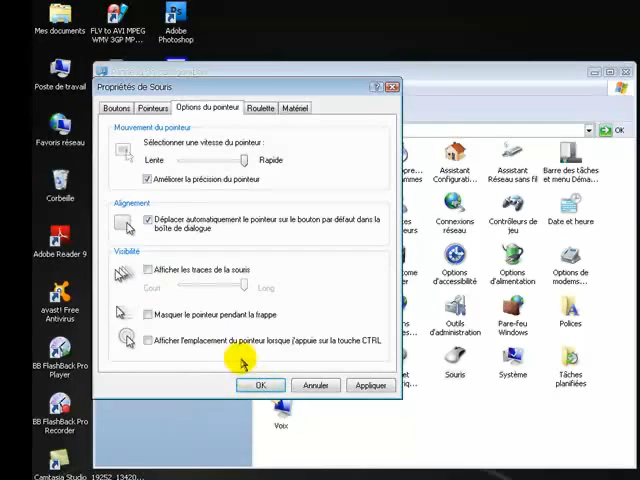 Mes documents
FLV to AVI MPEG
WMV 3GP MP...
Adobe
Photoshop
Poste de travail
Favoris réseau
Corbeille
Adobe Reader 9
avast! Free
Antivirus
BB FlashBack Pro
Player
BB FlashBack Pro
Recorder
Camtasia Studio
19252_13420...
Propriétés de Souris
Boutons
Pointeurs
Options du pointeur
Roulette
Matériel
Mouvement du pointeur
Sélectionner une vitesse du pointeur :
Lente
Rapide
Améliorer la précision du pointeur
Alignement
Déplacer automatiquement le pointeur sur le bouton par défaut dans la
boîte de dialogue
Visibilité
Afficher les traces de la souris
Court
Long
Masquer le pointeur pendant la frappe
Afficher l'emplacement du pointeur lorsque j'appuie sur la touche CTRL
OK
Annuler
Appliquer
OK
Assistant
Configurati...
Assistant
Réseau sans fil
Barre des tâches
et menu Déma...
Connexions
réseau
Contrôleurs de
jeu
Date et heure
Options
d'accessibilité
Options
d'alimentation
Options de
modems...
Outils
d'administration
Pare-feu
Windows
Polices
Souris
Système
Tâches
planifiées
Voix